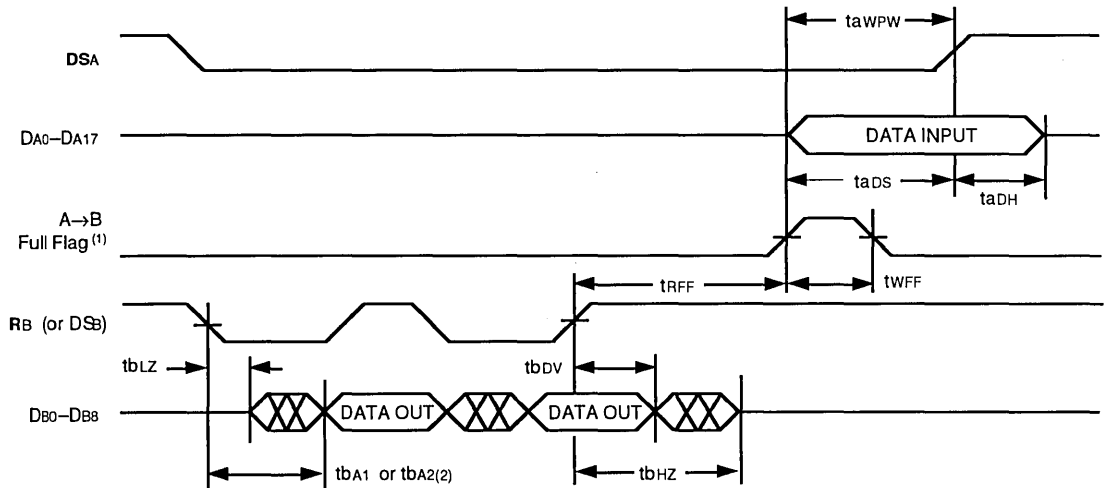 taWPW
DSA
DA0–DA17
DATA INPUT
taDS
taDH
A→B
Full Flag (1)
tRFF
tWFF
RB (or DSB)
tbLZ
tbDV
DB0–DB8
DATA OUT
DATA OUT
tbA1 or tbA2(2)
tbHZ